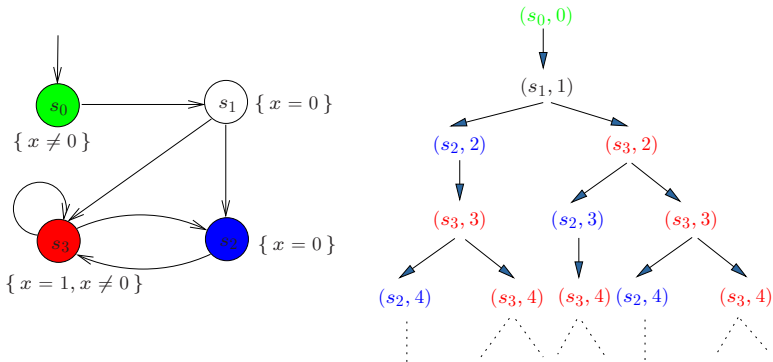 (s₀, 0)
(s₁, 1)
s₀
s₁
{ x = 0 }
{ x ≠ 0 }
(s₂, 2) (s₃, 2)
(s₃, 3) (s₂, 3) (s₃, 3)
s₃
s₂
{ x = 0 }
{ x = 1, x ≠ 0 }
(s₂, 4) (s₃, 4) (s₃, 4) (s₂, 4) (s₃, 4)